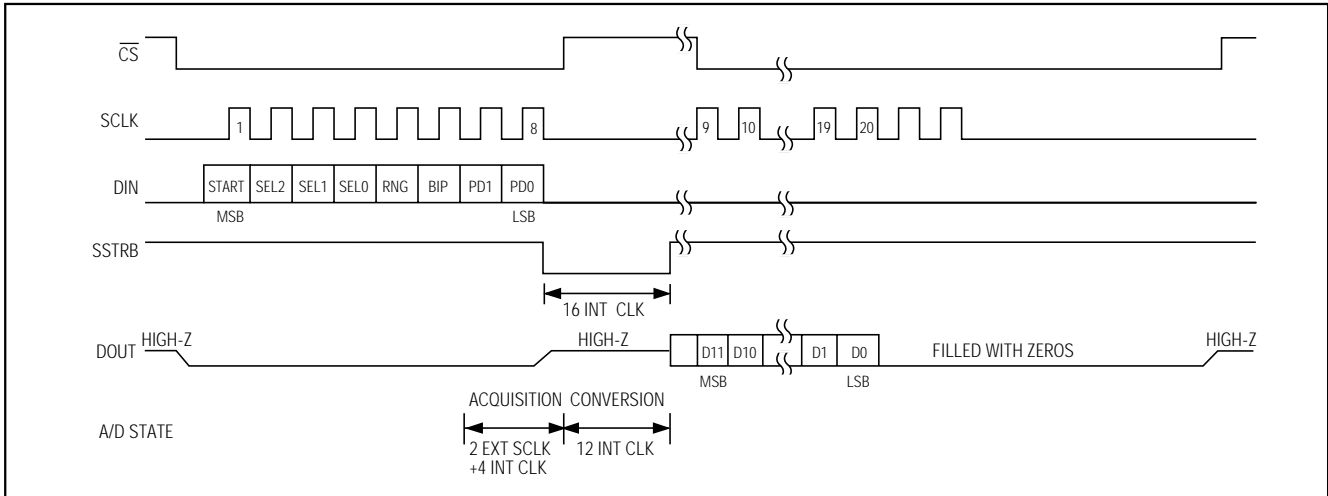 CS
SCLK
1
8
9
10
19
20
DIN
START SEL2 SEL1 SEL0 RNG BIP PD1 PD0
MSB
LSB
SSTRB
16 INT CLK
DOUT
HIGH-Z
HIGH-Z
D11 D10
D1 D0
FILLED WITH ZEROS
HIGH-Z
MSB
LSB
A/D STATE
ACQUISITION
CONVERSION
2 EXT SCLK
+4 INT CLK
12 INT CLK